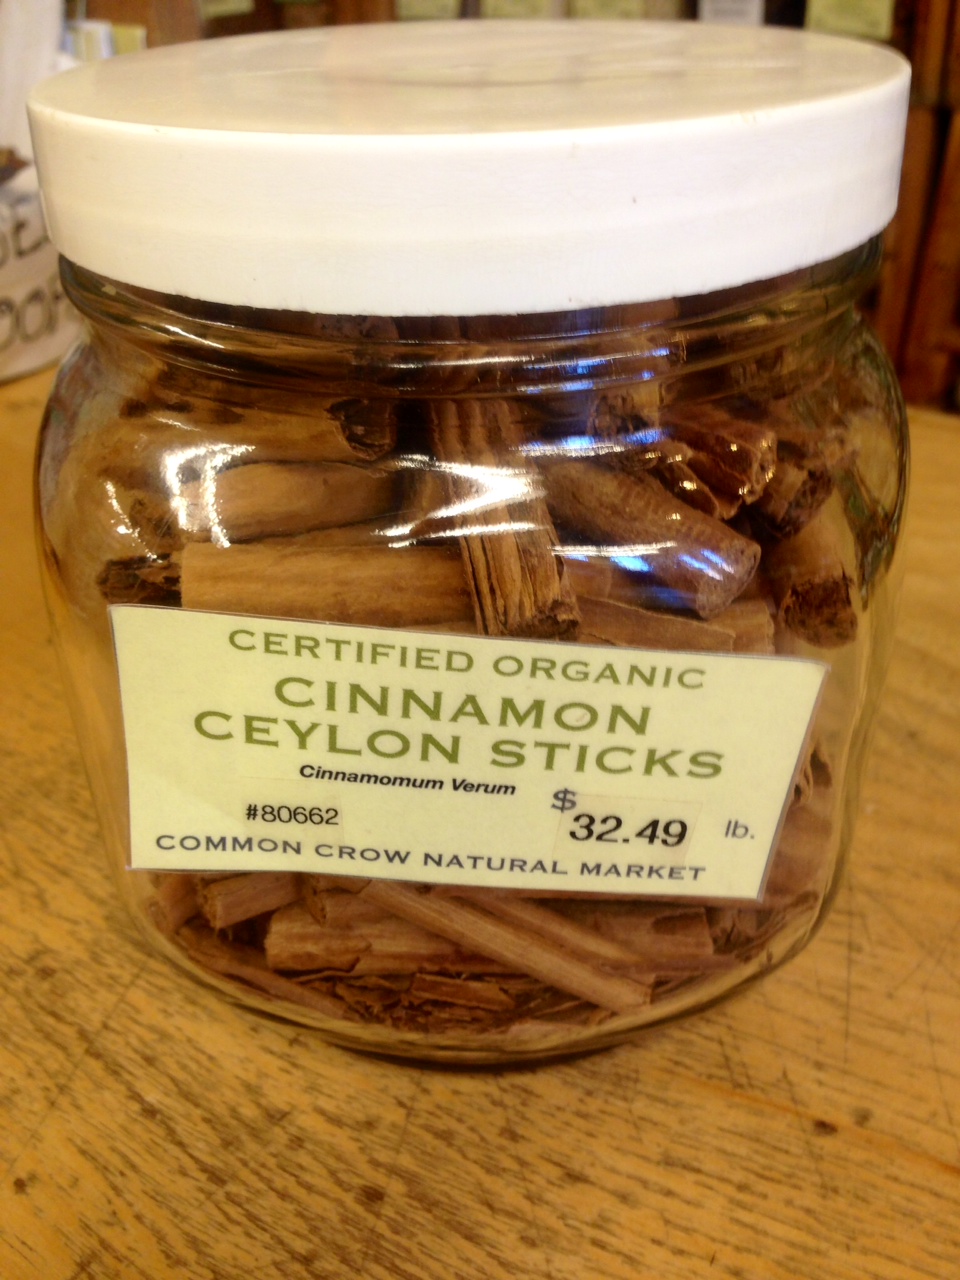 CERTIFIED ORGANIC
CINNAMON
CEYLON STICKS
Cinnamomum Verum
#80662
$ 32.49 lb.
COMMON CROW NATURAL MARKET